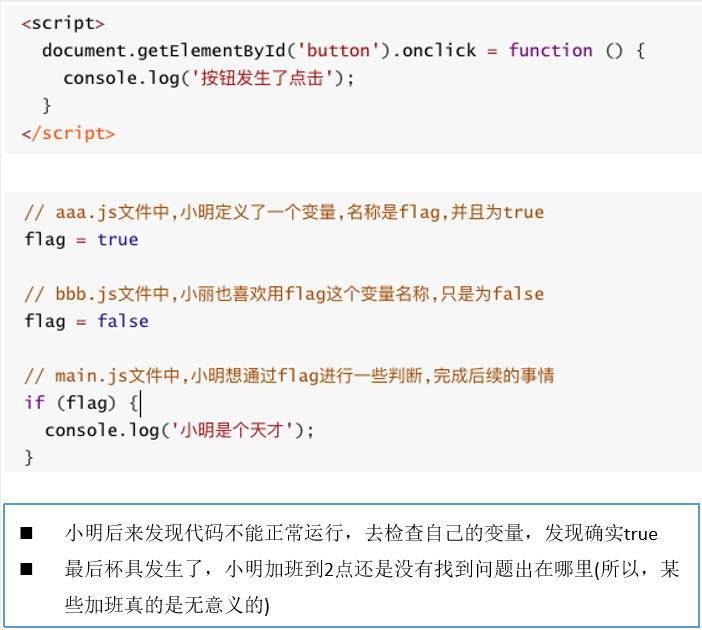 <script>
document.getElementById('button').onclick = function () {
console.log('按钮发生了点击');
}
</script>
// aaa.js文件中,小明定义了一个变量,名称是flag,并且为true
flag = true
// bbb.js文件中,小丽也喜欢用flag这个变量名称,只是为false
flag = false
// main.js文件中,小明想通过flag进行一些判断,完成后续的事情
if (flag) {
console.log('小明是个天才');
}
■ 小明后来发现代码不能正常运行，去检查自己的变量，发现确实true
■ 最后杯具发生了，小明加班到2点还是没有找到问题出在哪里(所以，某
些加班真的是无意义的)